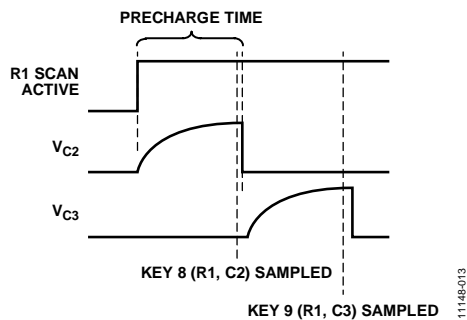 PRECHARGE TIME
R1 SCAN
ACTIVE
VC2
VC3
KEY 8 (R1, C2) SAMPLED
KEY 9 (R1, C3) SAMPLED
11148-013